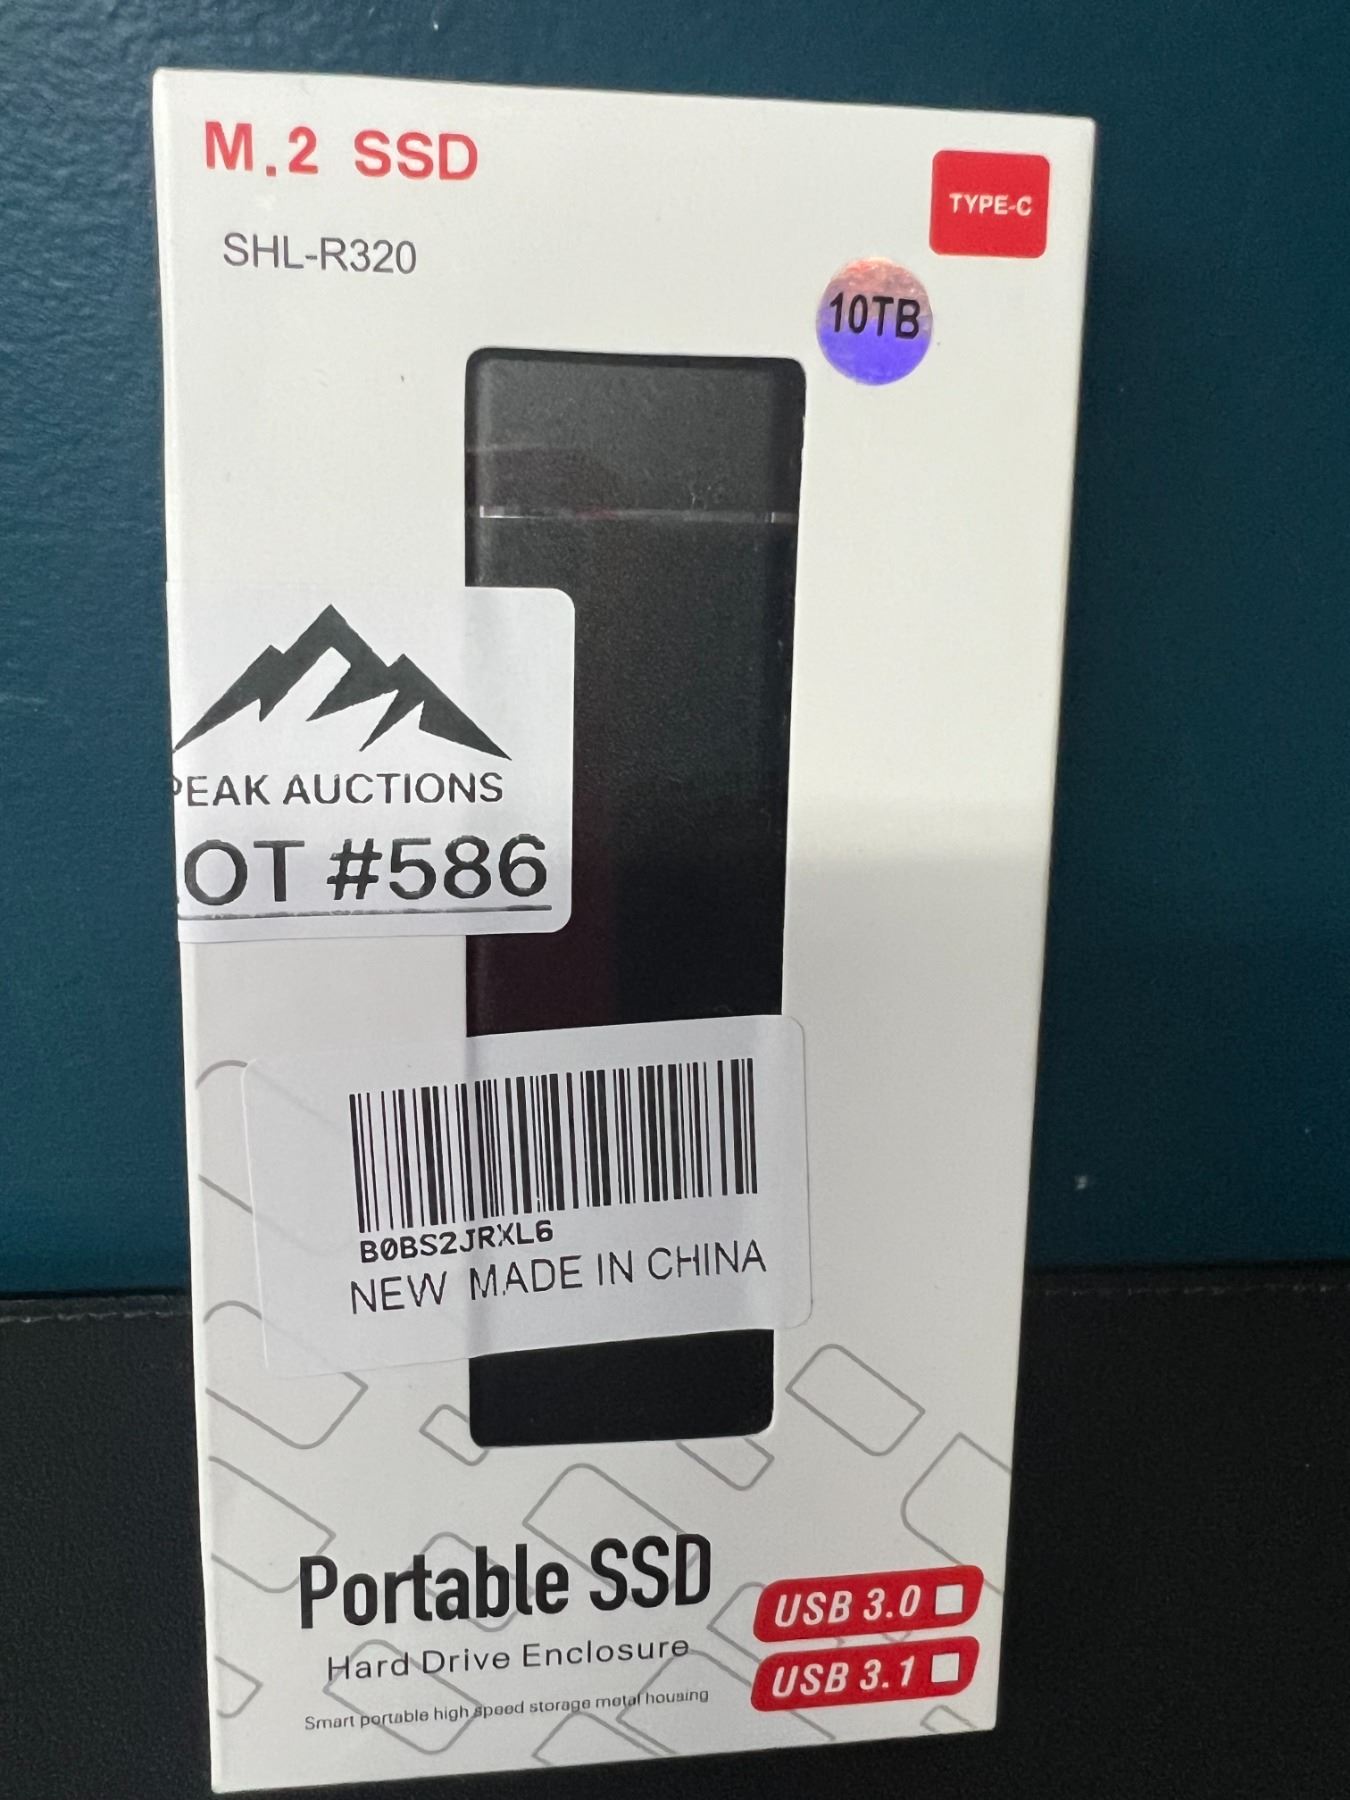 M.2 SSD
TYPE-C
SHL-R320
10TB
PEAK AUCTIONS
OT #586
B0BS2JRXL6
NEW MADE IN CHINA
Portable SSD
Hard Drive Enclosure
Smart portable high speed storage metal housing
USB 3.0
USB 3.1